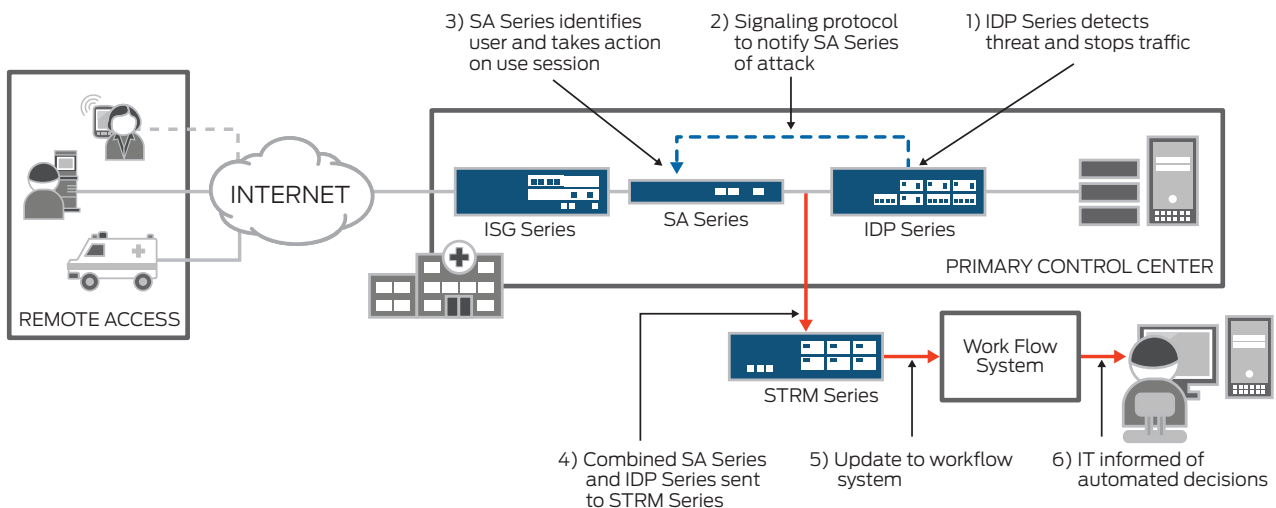 3) SA Series identifies
user and takes action
on use session
2) Signaling protocol
to notify SA Series
of attack
1) IDP Series detects
threat and stops traffic
INTERNET
ISG Series
SA Series
IDP Series
PRIMARY CONTROL CENTER
REMOTE ACCESS
Work Flow
System
STRM Series
4) Combined SA Series
and IDP Series sent
to STRM Series
5) Update to workflow
system
6) IT informed of
automated decisions